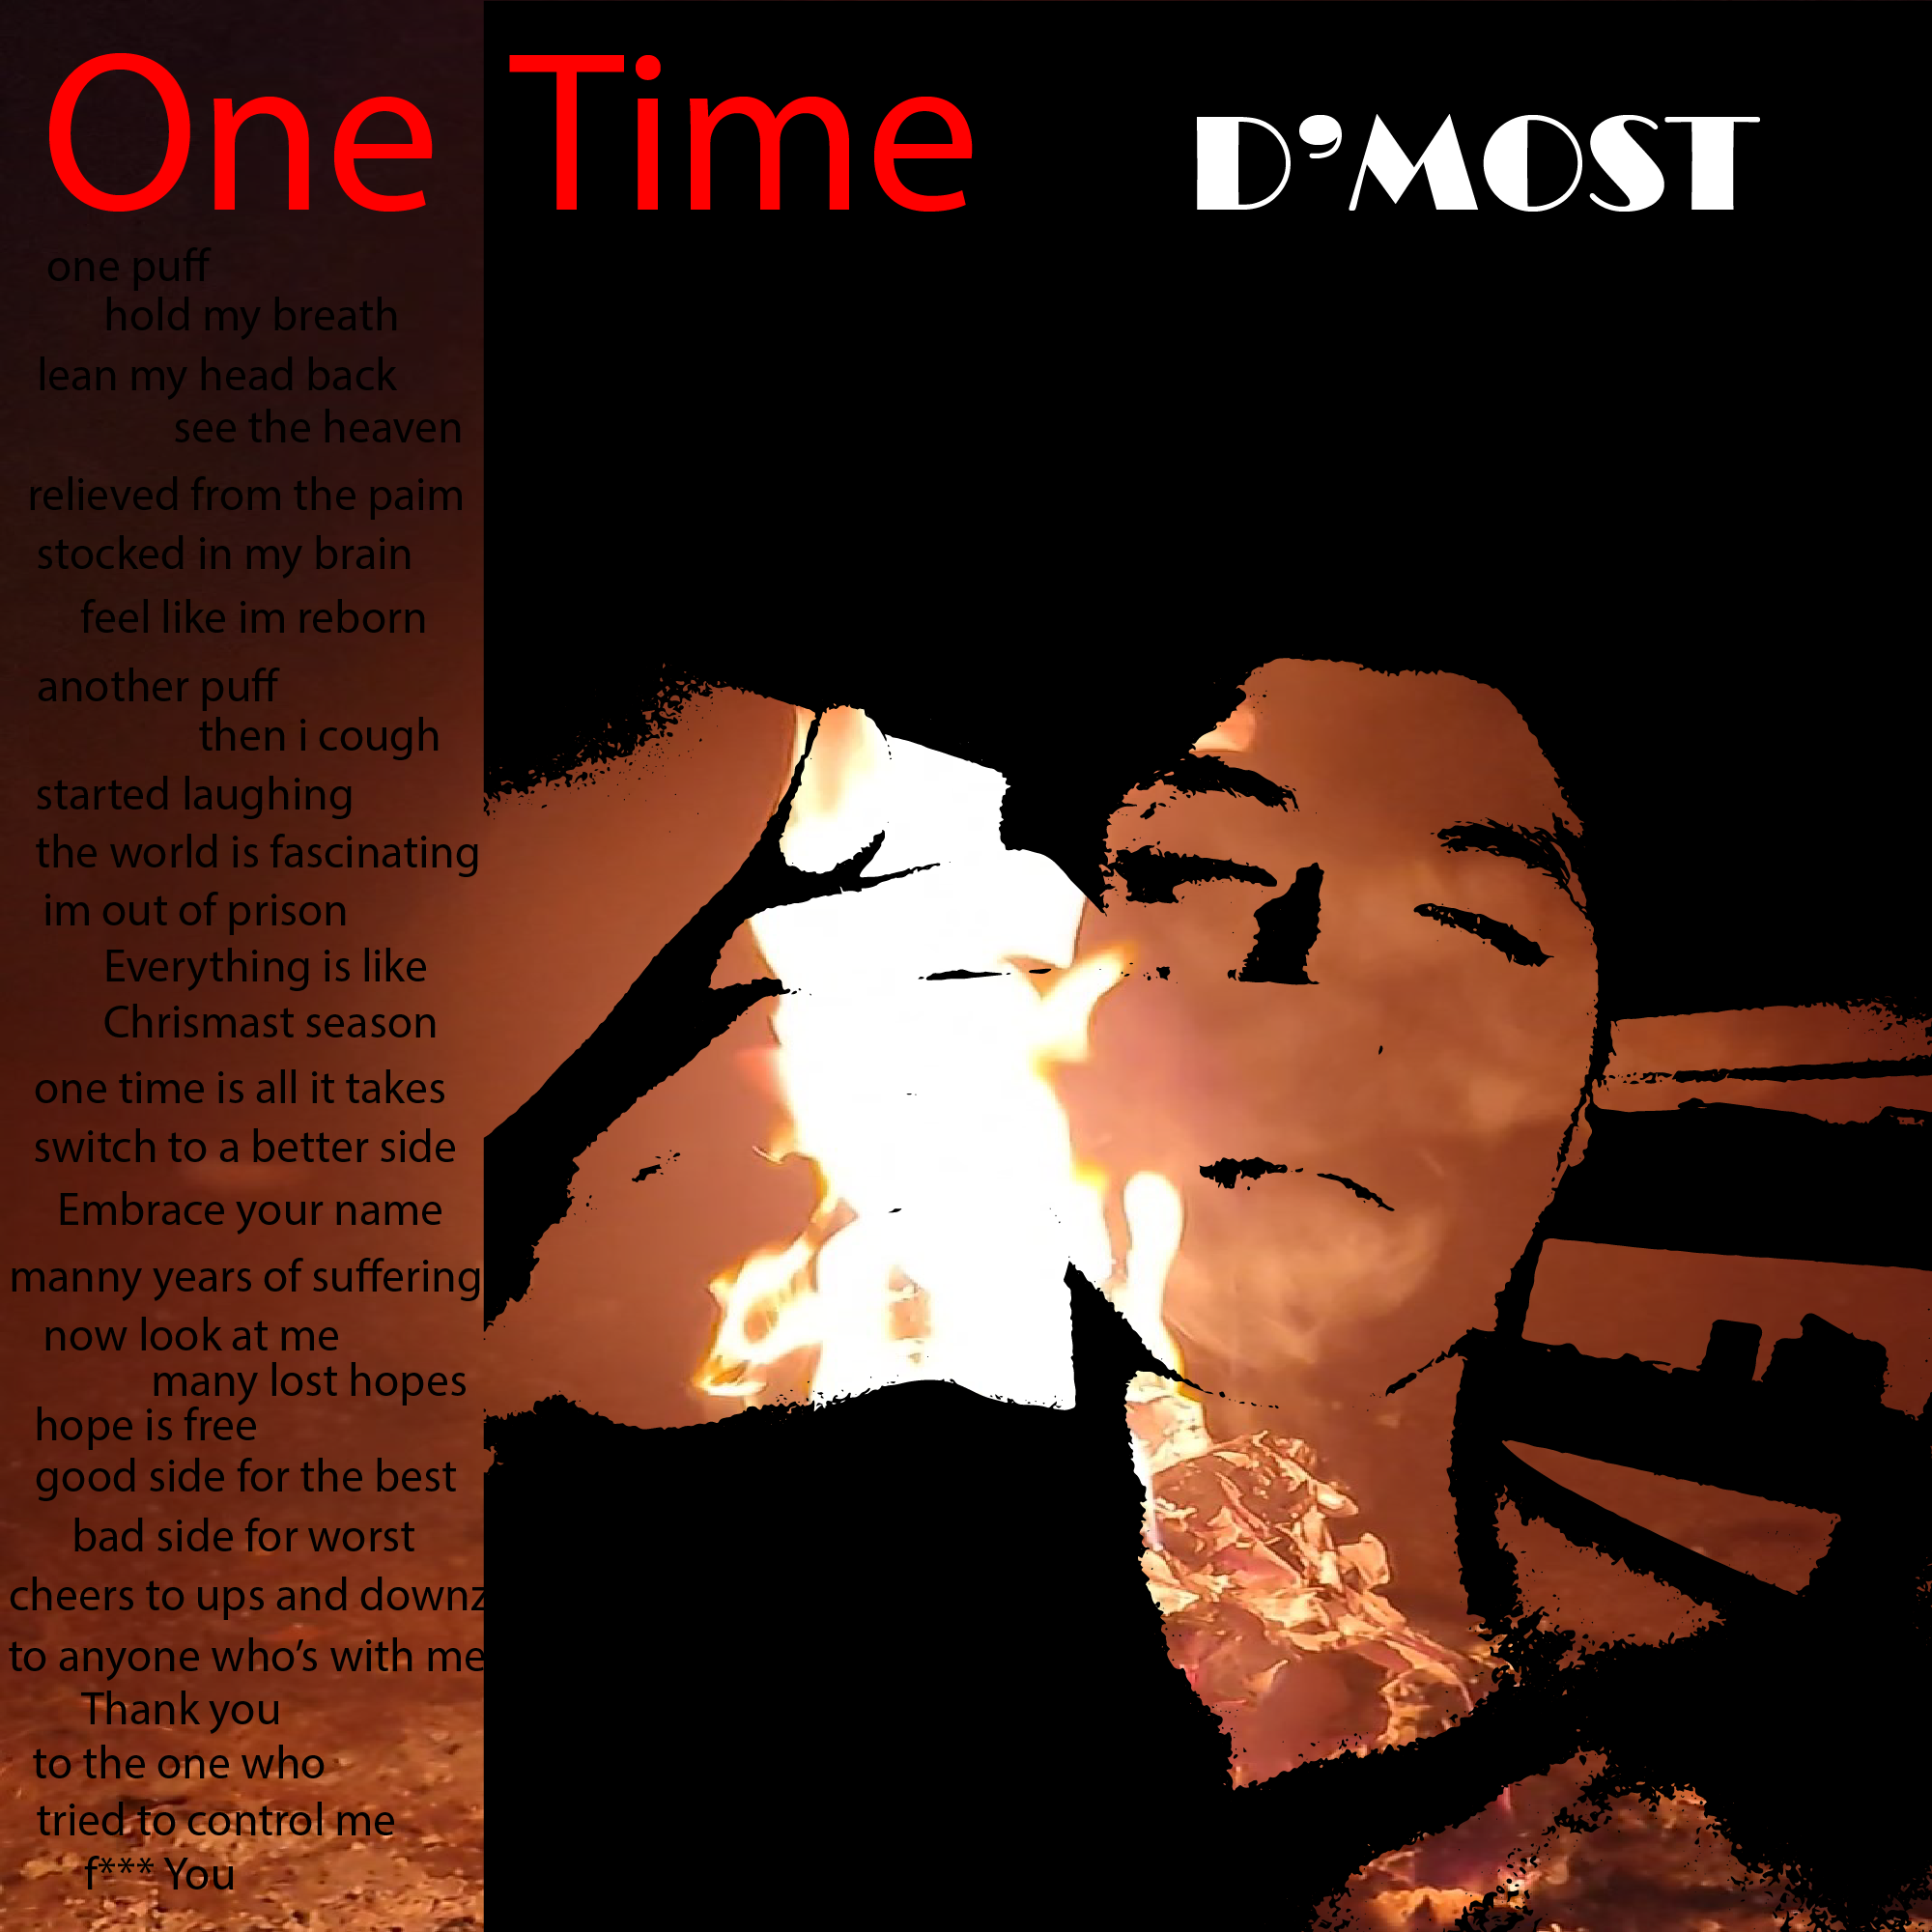 One Time D'MOST
one puff
hold my breath
lean my head back
see the heaven
relieved from the paim
stocked in my brain
feel like im reborn
another puff
then i cough
started laughing
the world is fascinating
im out of prison
Everything is like
Chrismast season
one time is all it takes
switch to a better side
Embrace your name
manny years of suffering
now look at me
many lost hopes
hope is free
good side for the best
bad side for worst
cheers to ups and downz
to anyone who’s with me
Thank you
to the one who
tried to control me
f*** You